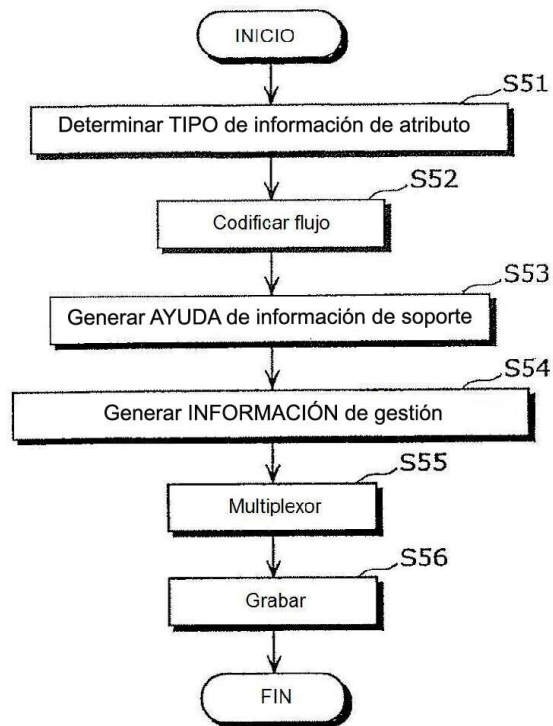 INICIO
S51
Determinar TIPO de información de atributo
S52
Codificar flujo
S53
Generar AYUDA de información de soporte
S54
Generar INFORMACIÓN de gestión
S55
Multiplexor
S56
Grabar
FIN